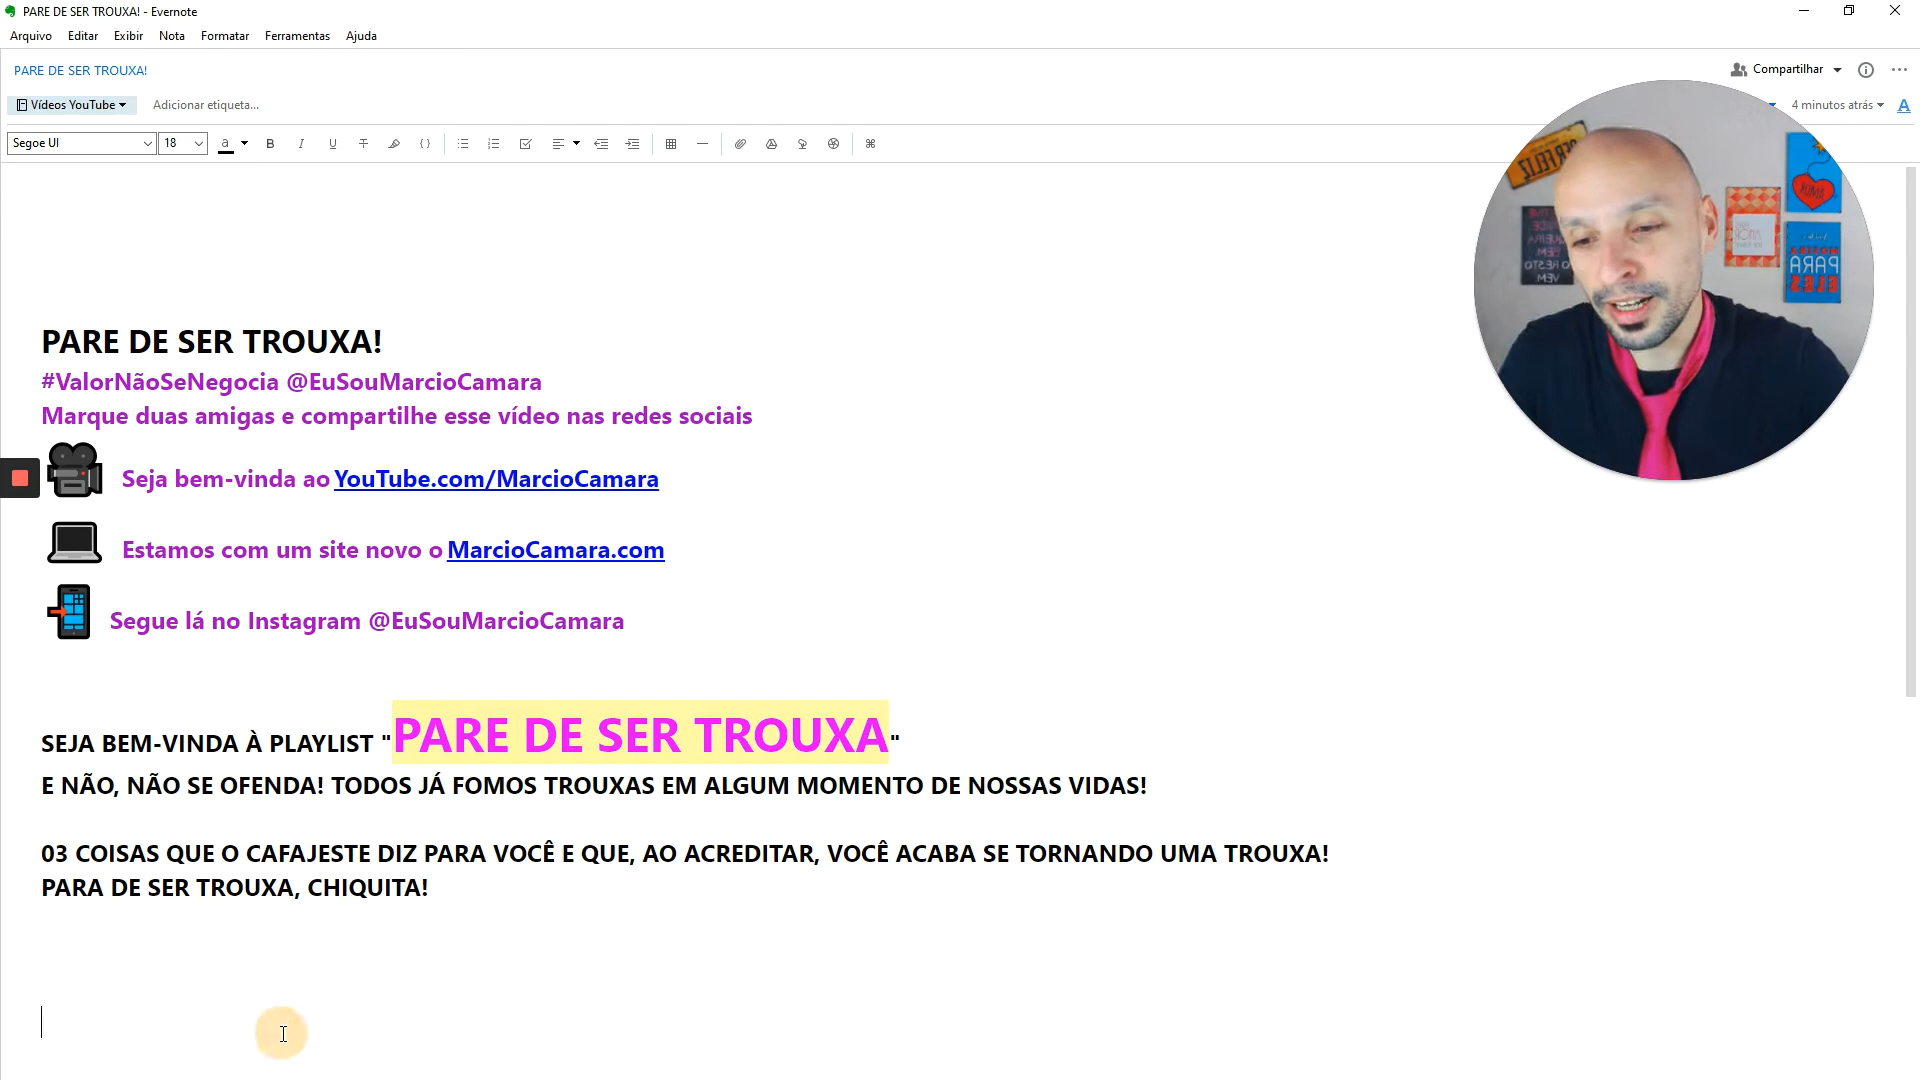 PARE DE SER TROUXA! - Evernote
Arquivo Editar Exibir Nota Formatar Ferramentas Ajuda
PARE DE SER TROUXA!
Compartilhar
Vídeos YouTube
Adicionar etiqueta...
4 minutos atrás
A
Segoe UI 18 a B I U T
PARE DE SER TROUXA!
#ValorNãoSeNegocia @EuSouMarcioCamara
Marque duas amigas e compartilhe esse vídeo nas redes sociais
Seja bem-vinda ao YouTube.com/MarcioCamara
Estamos com um site novo o MarcioCamara.com
Segue lá no Instagram @EuSouMarcioCamara
SEJA BEM-VINDA À PLAYLIST "PARE DE SER TROUXA"
E NÃO, NÃO SE OFENDA! TODOS JÁ FOMOS TROUXAS EM ALGUM MOMENTO DE NOSSAS VIDAS!
03 COISAS QUE O CAFAJESTE DIZ PARA VOCÊ E QUE, AO ACREDITAR, VOCÊ ACABA SE TORNANDO UMA TROUXA!
PARA DE SER TROUXA, CHIQUITA!
PARA
ELES
BEM
O RESTO
VEM